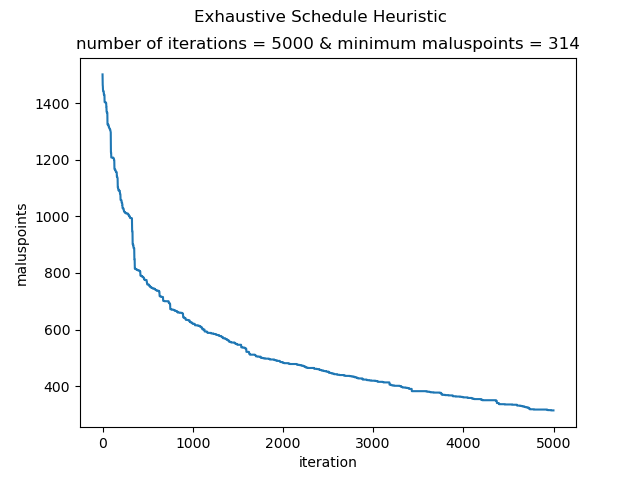 Exhaustive Schedule Heuristic
number of iterations = 5000 & minimum maluspoints = 314
1400
1200
1000
800
600
400
maluspoints
0 1000 2000 3000 4000 5000
iteration